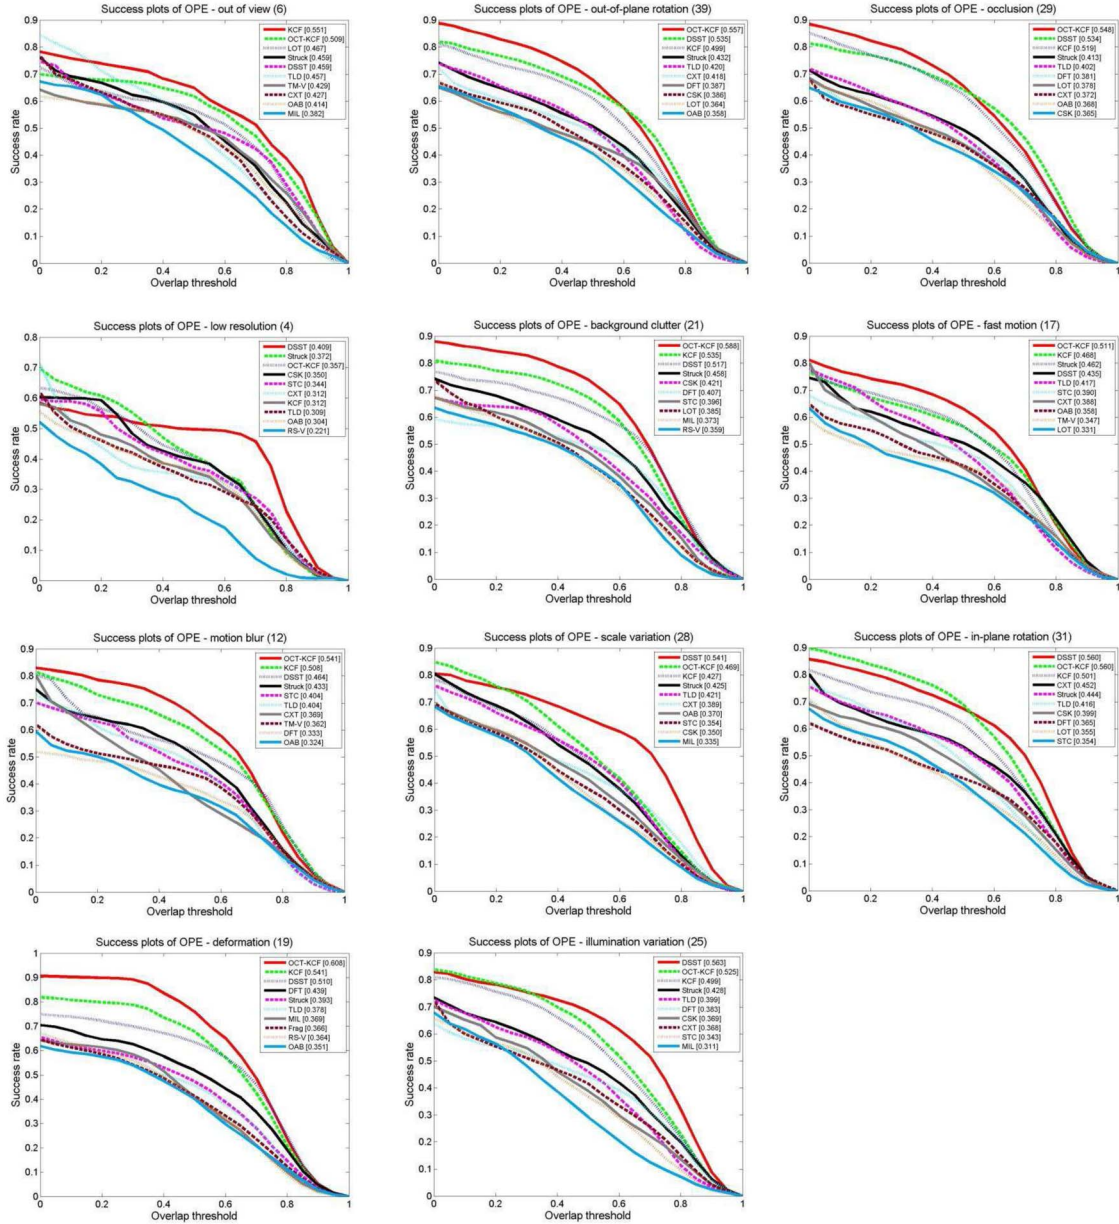 Success plots of OPE - out of view (6)
KCF [0.551]
OCT-KCF [0.509]
LOT [0.467]
Struck [0.459]
DSST [0.459]
TLD [0.457]
TM-V [0.429]
CXT [0.427]
OAB [0.414]
MIL [0.382]
Success rate
Overlap threshold
Success plots of OPE - out-of-plane rotation (39)
OCT-KCF [0.557]
DSST [0.535]
KCF [0.499]
Struck [0.432]
TLD [0.420]
CXT [0.418]
DFT [0.387]
CSK [0.386]
LOT [0.364]
OAB [0.358]
Success rate
Overlap threshold
Success plots of OPE - occlusion (29)
OCT-KCF [0.548]
DSST [0.534]
KCF [0.519]
Struck [0.413]
TLD [0.402]
DFT [0.381]
LOT [0.378]
CXT [0.372]
OAB [0.368]
CSK [0.365]
Success rate
Overlap threshold
Success plots of OPE - low resolution (4)
DSST [0.409]
Struck [0.372]
OCT-KCF [0.357]
CSK [0.350]
STC [0.344]
CXT [0.312]
KCF [0.312]
TLD [0.309]
OAB [0.304]
RS-V [0.221]
Success rate
Overlap threshold
Success plots of OPE - background clutter (21)
OCT-KCF [0.588]
KCF [0.535]
DSST [0.517]
Struck [0.458]
CSK [0.421]
DFT [0.407]
STC [0.396]
LOT [0.385]
MIL [0.373]
RS-V [0.359]
Success rate
Overlap threshold
Success plots of OPE - fast motion (17)
OCT-KCF [0.511]
KCF [0.468]
Struck [0.462]
DSST [0.435]
TLD [0.417]
STC [0.390]
CXT [0.388]
OAB [0.358]
TM-V [0.347]
LOT [0.331]
Success rate
Overlap threshold
Success plots of OPE - motion blur (12)
OCT-KCF [0.541]
KCF [0.508]
DSST [0.464]
Struck [0.433]
STC [0.404]
TLD [0.404]
CXT [0.369]
TM-V [0.362]
DFT [0.333]
OAB [0.324]
Success rate
Overlap threshold
Success plots of OPE - scale variation (28)
DSST [0.541]
OCT-KCF [0.469]
KCF [0.427]
Struck [0.425]
TLD [0.421]
CXT [0.389]
OAB [0.370]
STC [0.354]
CSK [0.350]
MIL [0.335]
Success rate
Overlap threshold
Success plots of OPE - in-plane rotation (31)
DSST [0.560]
OCT-KCF [0.560]
KCF [0.501]
CXT [0.452]
Struck [0.444]
TLD [0.416]
CSK [0.399]
DFT [0.365]
LOT [0.355]
STC [0.354]
Success rate
Overlap threshold
Success plots of OPE - deformation (19)
OCT-KCF [0.608]
KCF [0.541]
DSST [0.510]
DFT [0.439]
Struck [0.393]
TLD [0.378]
MIL [0.369]
Frag [0.366]
RS-V [0.364]
OAB [0.351]
Success rate
Overlap threshold
Success plots of OPE - illumination variation (25)
DSST [0.563]
OCT-KCF [0.525]
KCF [0.499]
Struck [0.428]
TLD [0.399]
DFT [0.383]
CSK [0.369]
CXT [0.368]
STC [0.343]
MIL [0.311]
Success rate
Overlap threshold